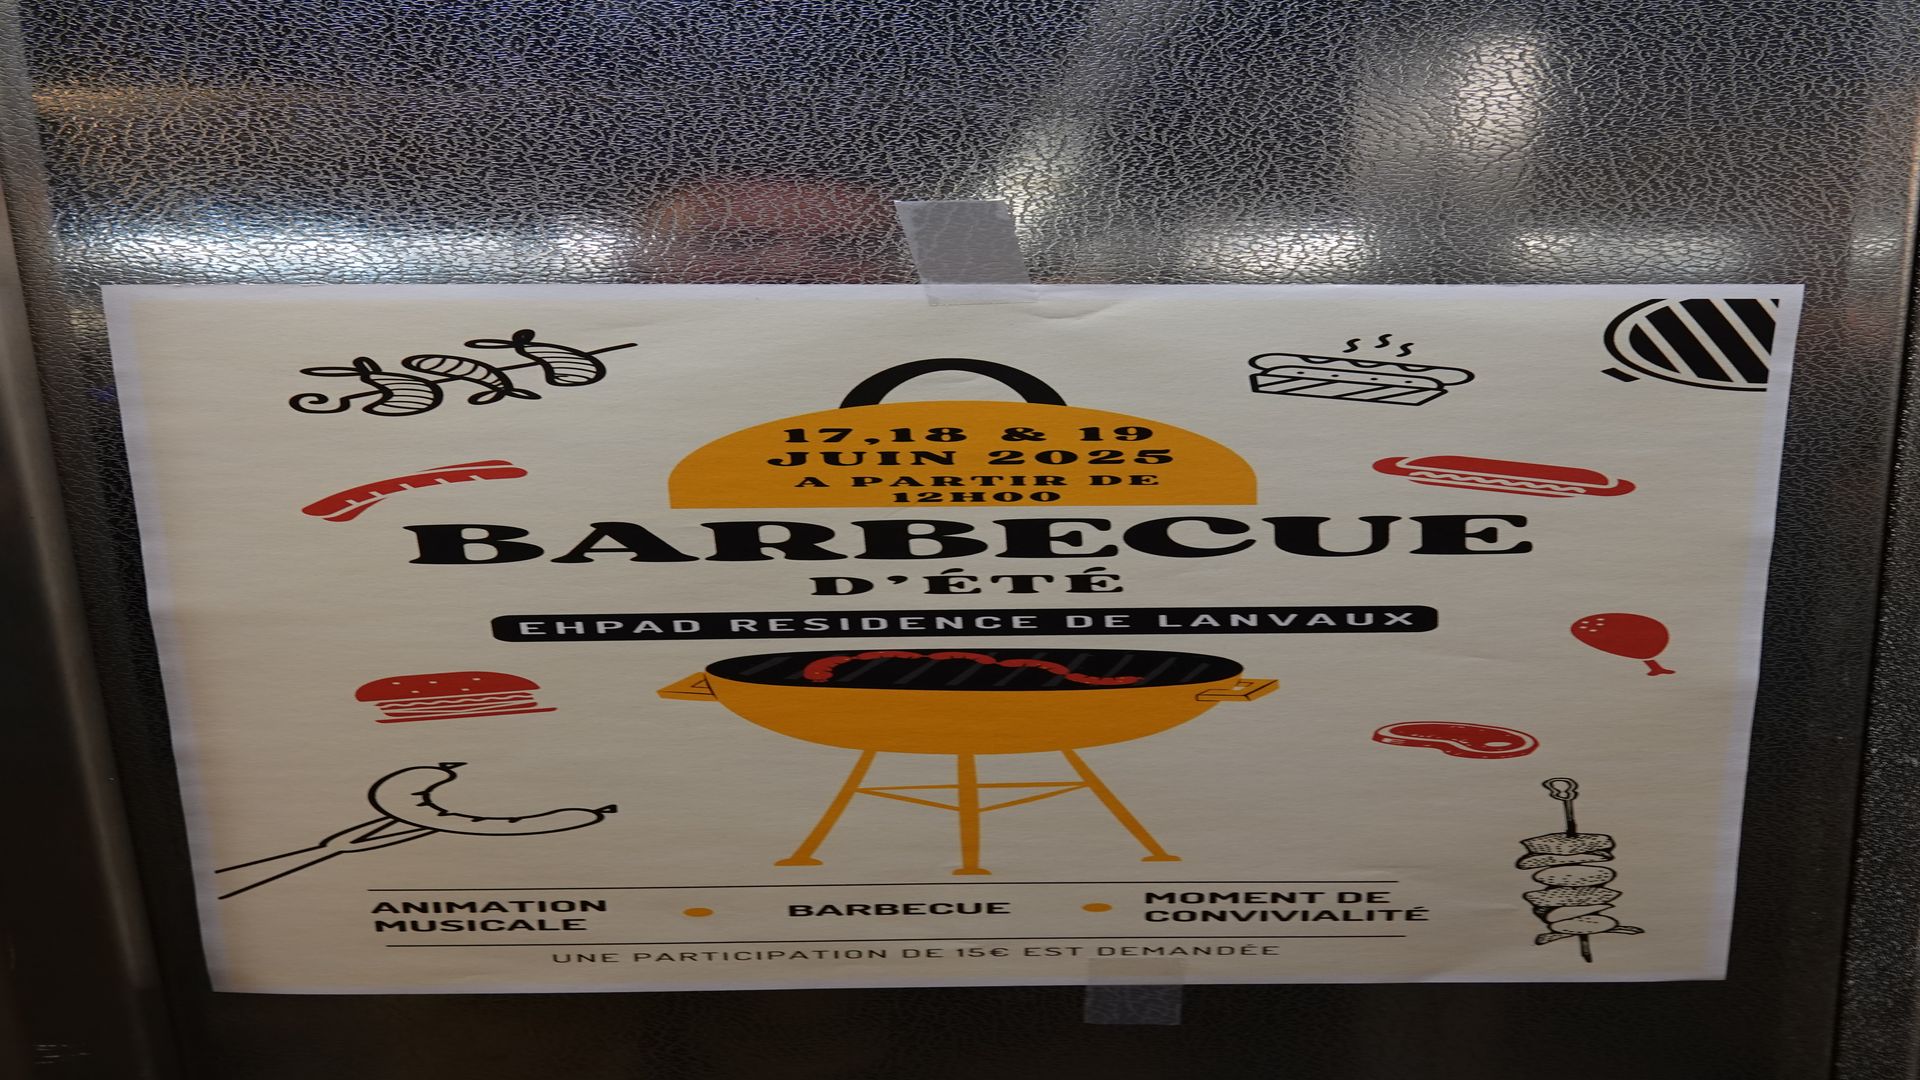 17,18 & 19
JUIN 2025
A PARTIR DE
12H00
BARBECUE
D'ÉTÉ
EHPAD RESIDENCE DE LANVAUX
ANIMATION
MUSICALE
BARBECUE
MOMENT DE
CONVIVIALITÉ
UNE PARTICIPATION DE 15€ EST DEMANDÉE